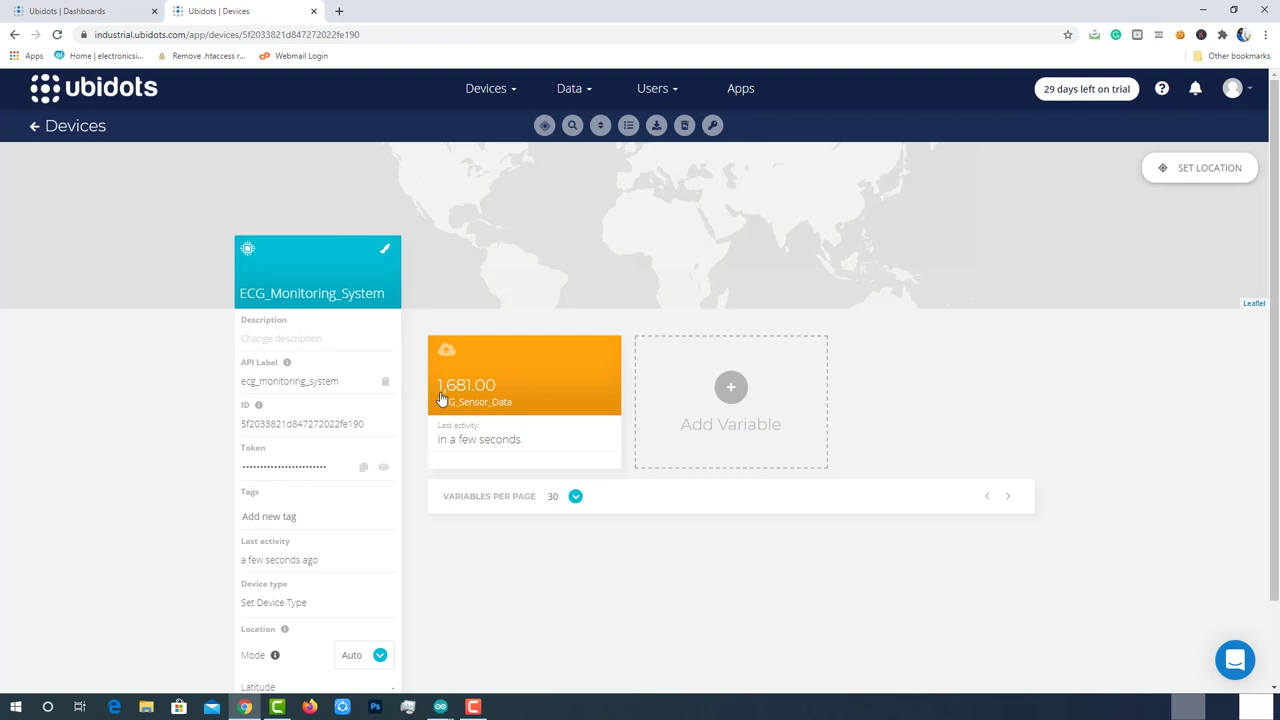 Ubidots | Dashboards
Ubidots | Devices
industrial.ubidots.com/app/devices/5f2033821d847272022fe190
Apps
Home | electronicsi...
Remove .htaccess r...
Webmail Login
Other bookmarks
ubidots
Devices
Data
Users
Apps
29 days left on trial
Devices
SET LOCATION
Leaflet
ECG_Monitoring_System
Description
Change description
API Label
ecg_monitoring_system
ID
5f2033821d847272022fe190
Token
Tags
Add new tag
Last activity
a few seconds ago
Device type
Set Device Type
Location
Mode
Auto
Latitude
-
1,681.00
G_Sensor_Data
Last activity:
in a few seconds
Add Variable
VARIABLES PER PAGE 30